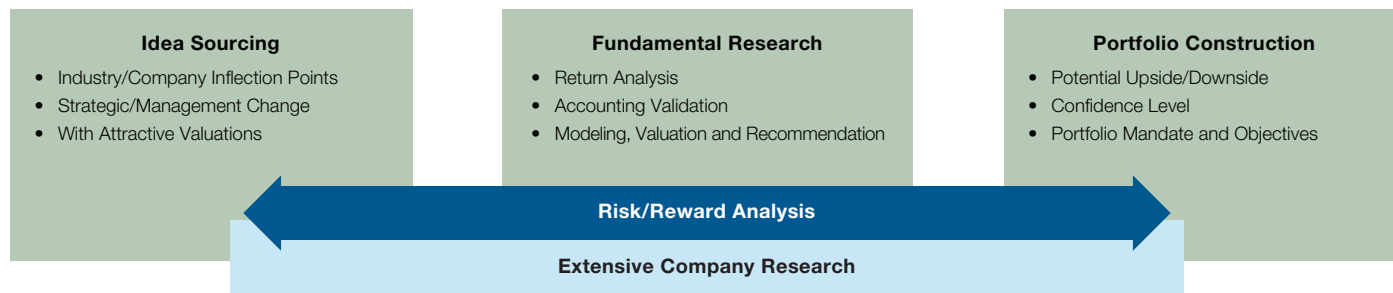 Idea Sourcing
• Industry/Company Inflection Points
• Strategic/Management Change
• With Attractive Valuations
Fundamental Research
• Return Analysis
• Accounting Validation
• Modeling, Valuation and Recommendation
Portfolio Construction
• Potential Upside/Downside
• Confidence Level
• Portfolio Mandate and Objectives
Risk/Reward Analysis
Extensive Company Research